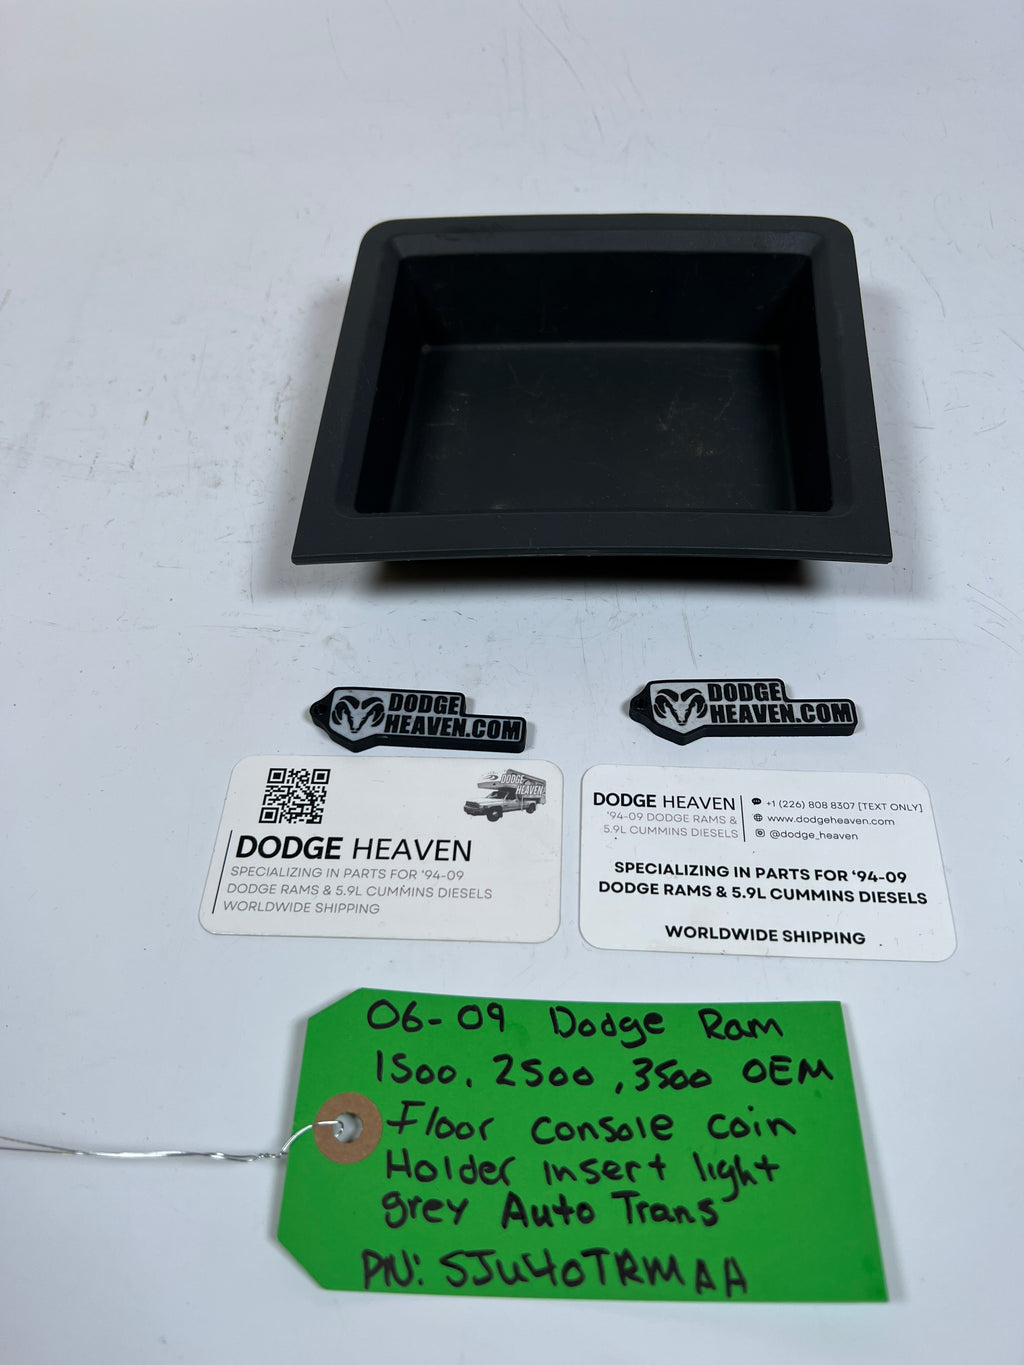 DODGE
HEAVEN.COM
DODGE
HEAVEN.COM
DODGE
HEAVEN
DODGE HEAVEN
SPECIALIZING IN PARTS FOR '94-09
DODGE RAMS & 5.9L CUMMINS DIESELS
WORLDWIDE SHIPPING
DODGE HEAVEN
'94-09 DODGE RAMS &
5.9L CUMMINS DIESELS
+1 (226) 808 8307 [TEXT ONLY]
www.dodgeheaven.com
@dodge_heaven
SPECIALIZING IN PARTS FOR '94-09
DODGE RAMS & 5.9L CUMMINS DIESELS
WORLDWIDE SHIPPING
06-09 Dodge Ram
1500, 2500, 3500 OEM
Floor console coin
Holder insert light
grey Auto Trans
PN: 5JU40TRMAA